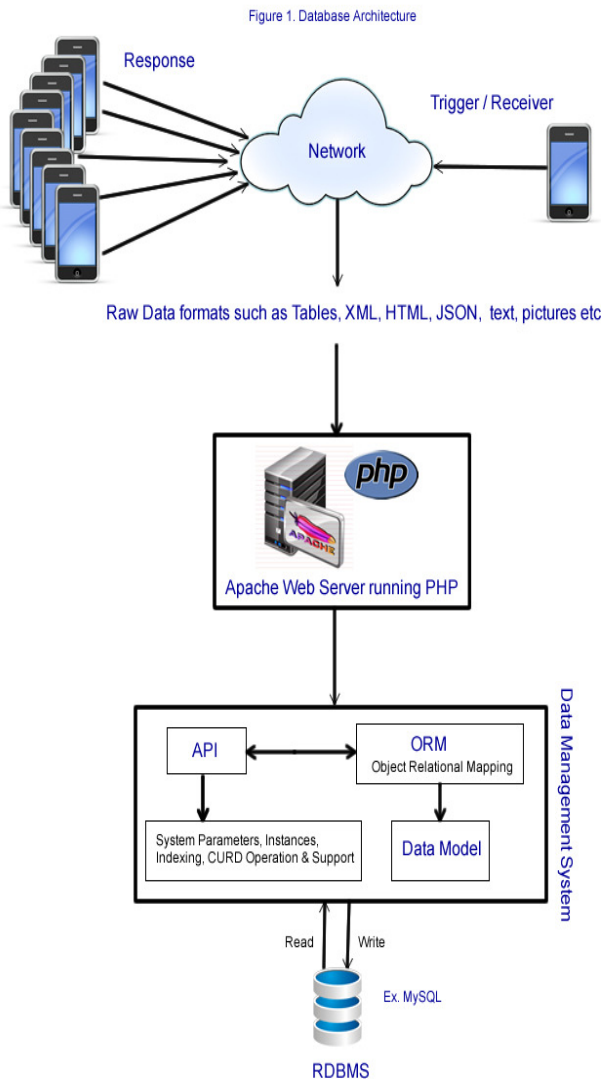 Figure 1. Database Architecture
Response
Trigger / Receiver
Network
Raw Data formats such as Tables, XML, HTML, JSON, text, pictures etc
php
APACHE
Apache Web Server running PHP
Data Management System
API
ORM
Object Relational Mapping
System Parameters, Instances,
Indexing, CURD Operation & Support
Data Model
Read
Write
Ex. MySQL
RDBMS